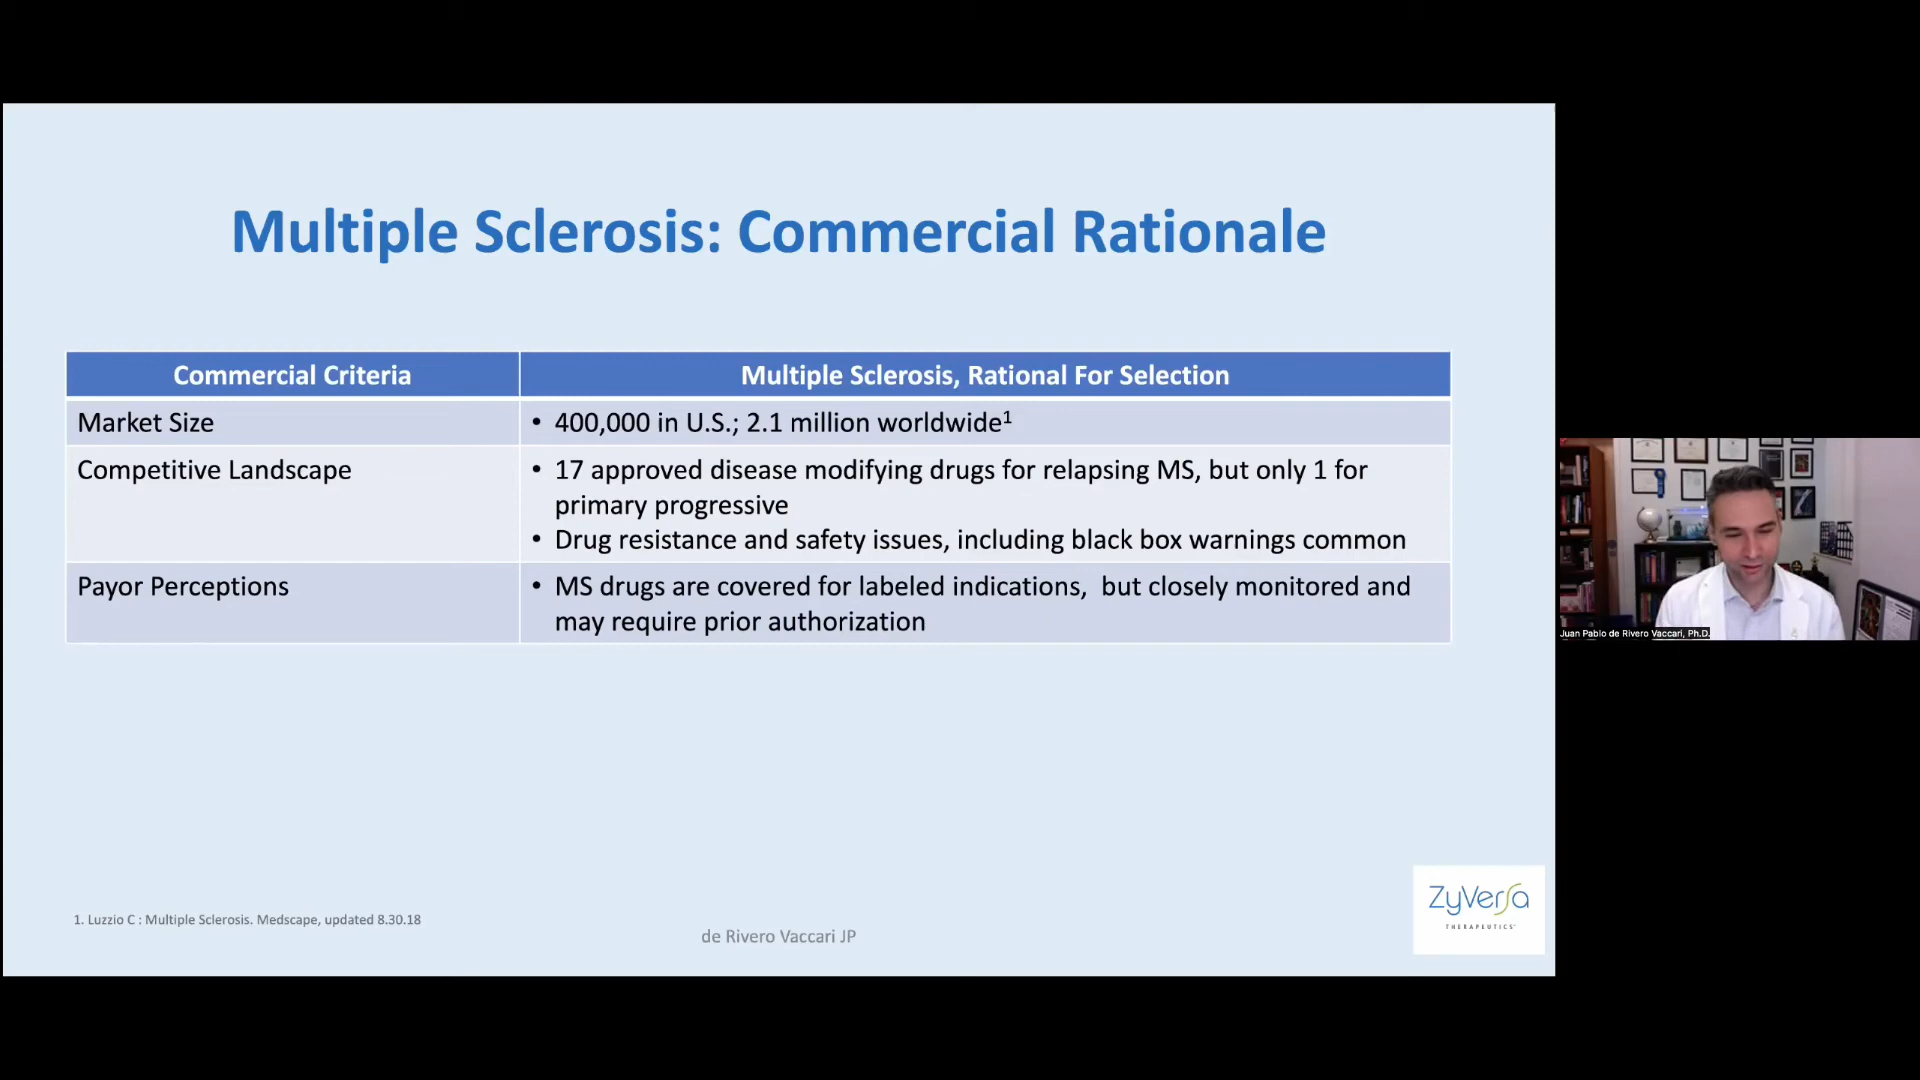 Multiple Sclerosis: Commercial Rationale
Commercial Criteria
Multiple Sclerosis, Rational For Selection
Market Size
• 400,000 in U.S.; 2.1 million worldwide¹
Competitive Landscape
• 17 approved disease modifying drugs for relapsing MS, but only 1 for
primary progressive
• Drug resistance and safety issues, including black box warnings common
Payor Perceptions
• MS drugs are covered for labeled indications, but closely monitored and
may require prior authorization
1. Luzzio C : Multiple Sclerosis. Medscape, updated 8.30.18
de Rivero Vaccari JP
ZyVersa
THERAPEUTICS
Juan Pablo de Rivero Vaccari, Ph.D.